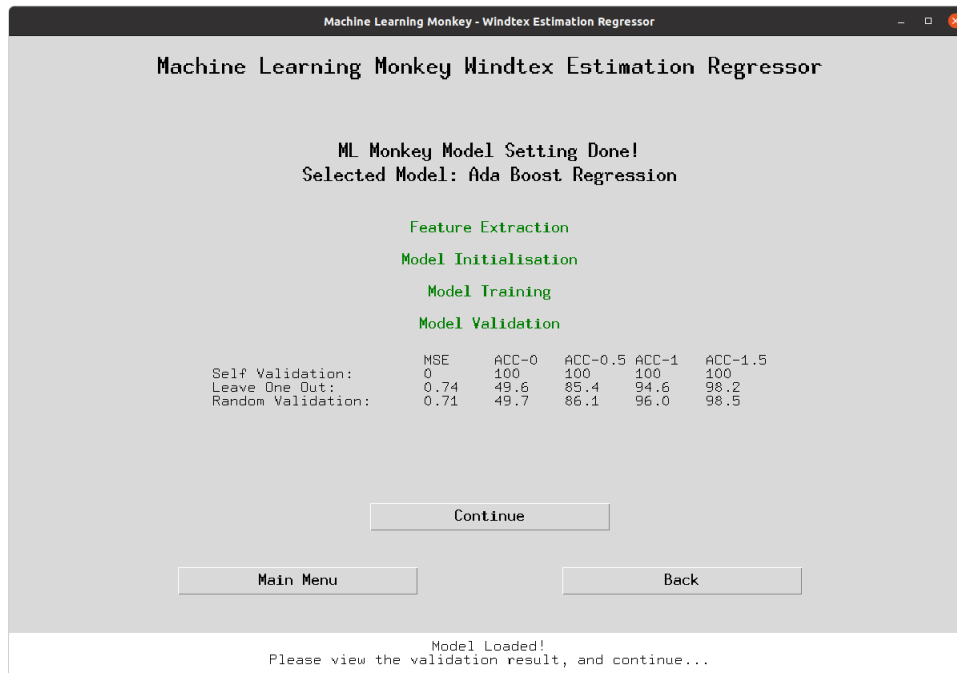 Machine Learning Monkey - Windtex Estimation Regressor
Machine Learning Monkey Windtex Estimation Regressor
ML Monkey Model Setting Done!
Selected Model: Ada Boost Regression
Feature Extraction
Model Initialisation
Model Training
Model Validation
MSE ACC-0 ACC-0.5 ACC-1 ACC-1.5
Self Validation: 0 100 100 100 100
Leave One Out: 0.74 49.6 85.4 94.6 98.2
Random Validation: 0.71 49.7 86.1 96.0 98.5
Continue
Main Menu Back
Model Loaded!
Please view the validation result, and continue...